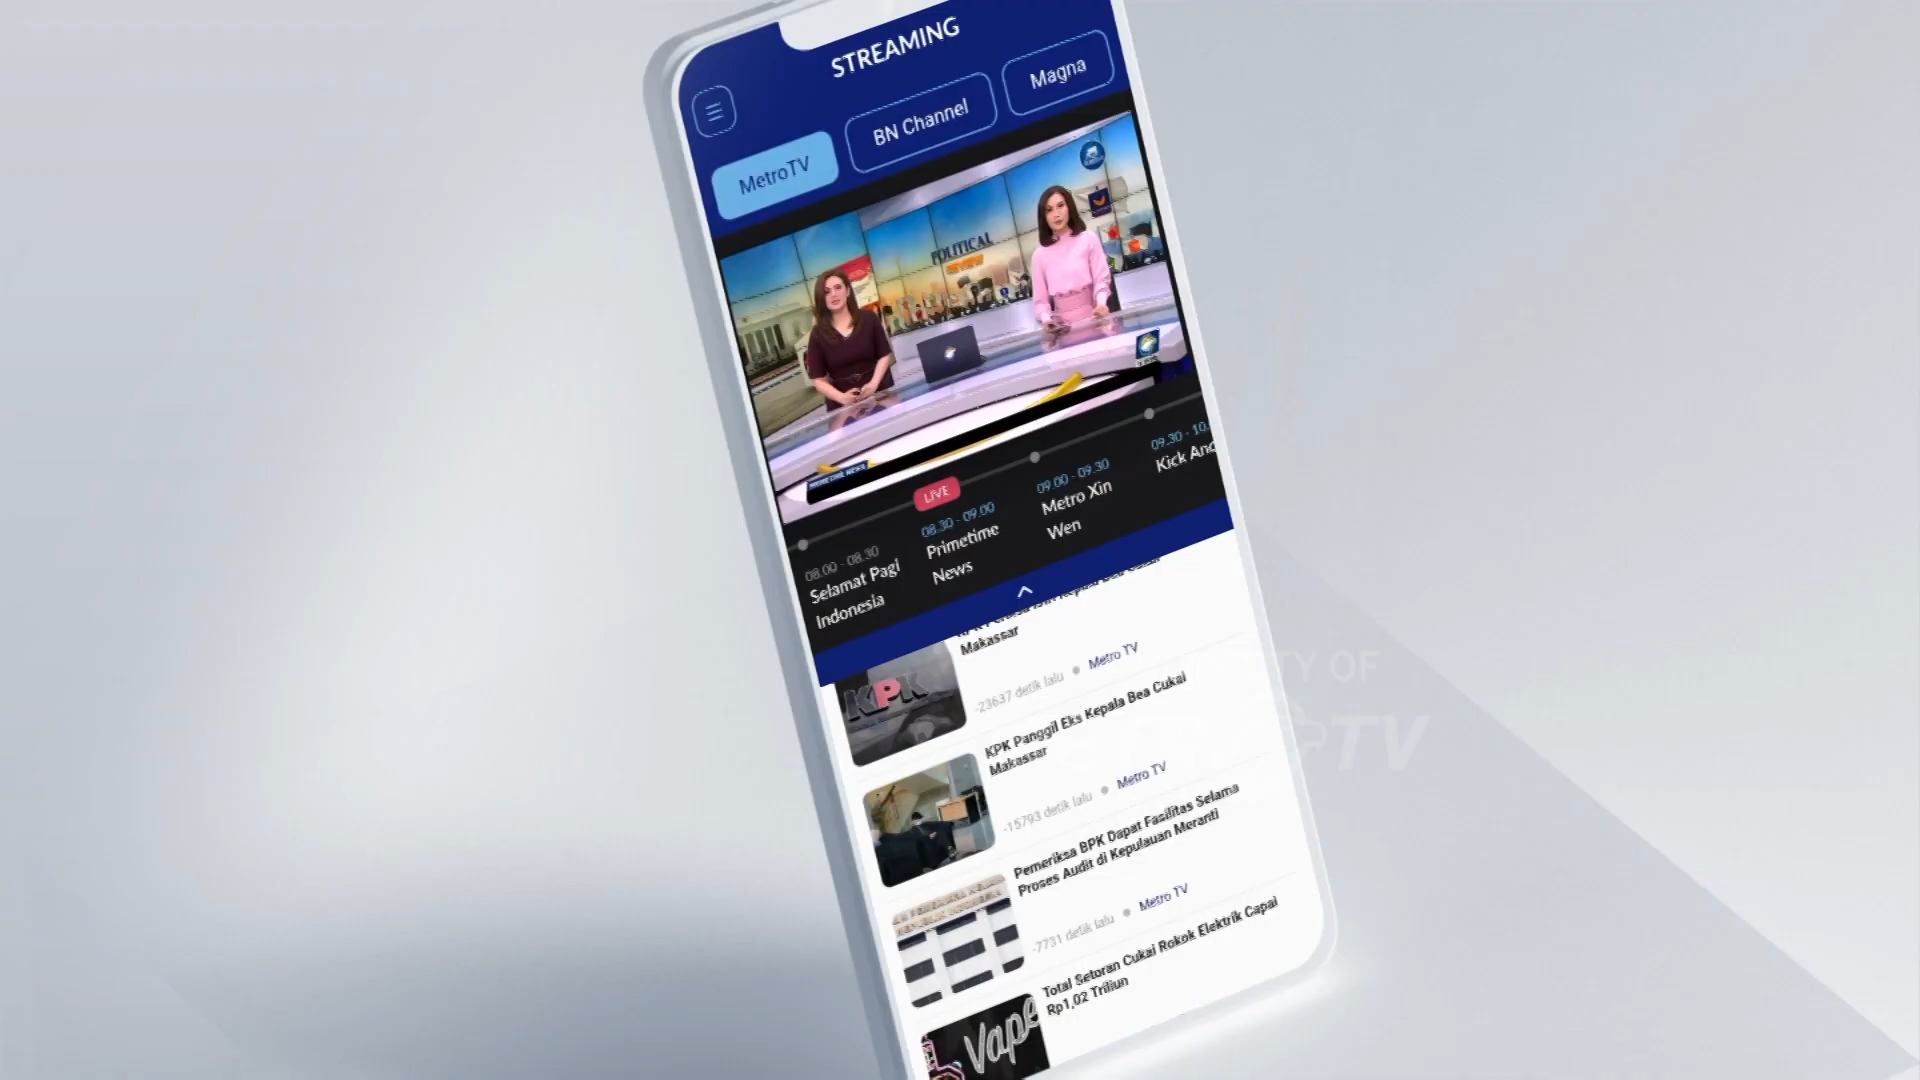 STREAMING
MetroTV
BN Channel
Magna
POLITICAL
REVIEW
LIVE
08.00 - 08.30
Selamat Pagi
Indonesia
08.30 - 09.00
Primetime
News
09.00 - 09.30
Metro Xin
Wen
09.30 - 10.
Kick And
Makassar
-23637 detik lalu
Metro TV
KPK
KPK Panggil Eks Kepala Bea Cukai
Makassar
-15793 detik lalu
Metro TV
Pemeriksa BPK Dapat Fasilitas Selama
Proses Audit di Kepulauan Meranti
-7731 detik lalu
Metro TV
Total Setoran Cukai Rokok Elektrik Capai
Rp1,02 Triliun
Vape
TY OF
TV